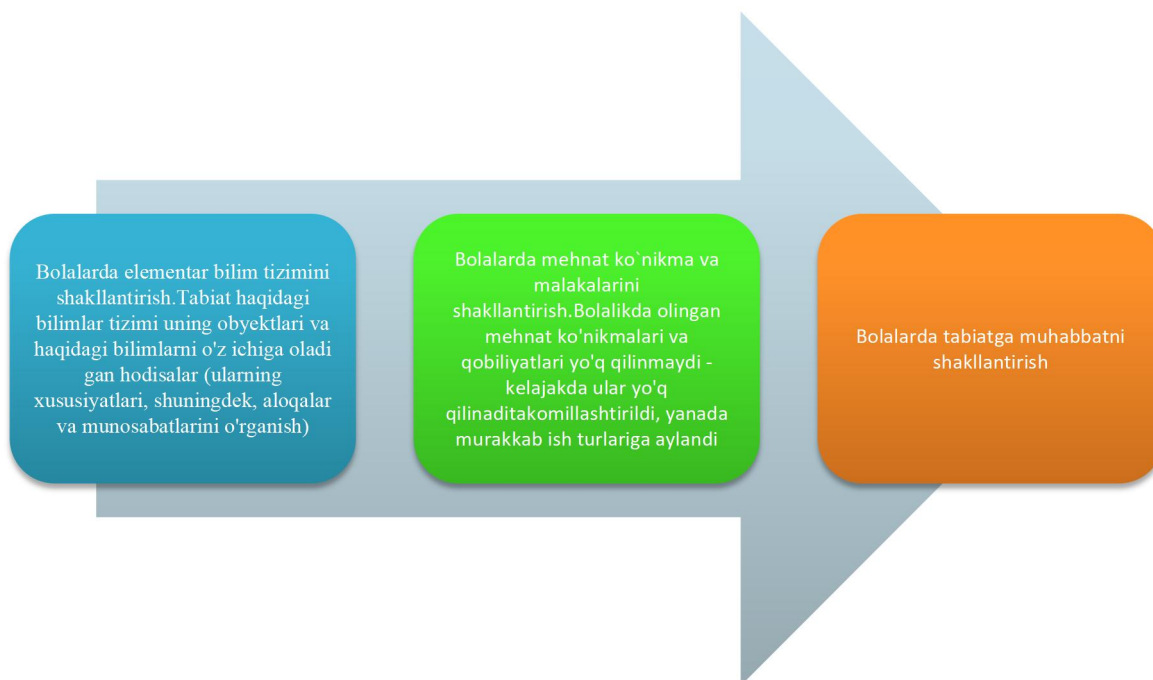 Bolalarda elementar bilim tizimini
shakllantirish.Tabiat haqidagi
bilimlar tizimi uning obyektlari va
haqidagi bilimlarni o'z ichiga oladi
gan hodisalar (ularning
xususiyatlari, shuningdek, aloqalar
va munosabatlarini o'rganish)
Bolalarda mehnat ko`nikma va
malakalarini
shakllantirish.Bolalikda olingan
mehnat ko'nikmalari va
qobiliyatlari yo'q qilinmaydi -
kelajakda ular yo'q
qilinaditakomillashtirildi, yanada
murakkab ish turlariga aylandi
Bolalarda tabiatga muhabbatni
shakllantirish